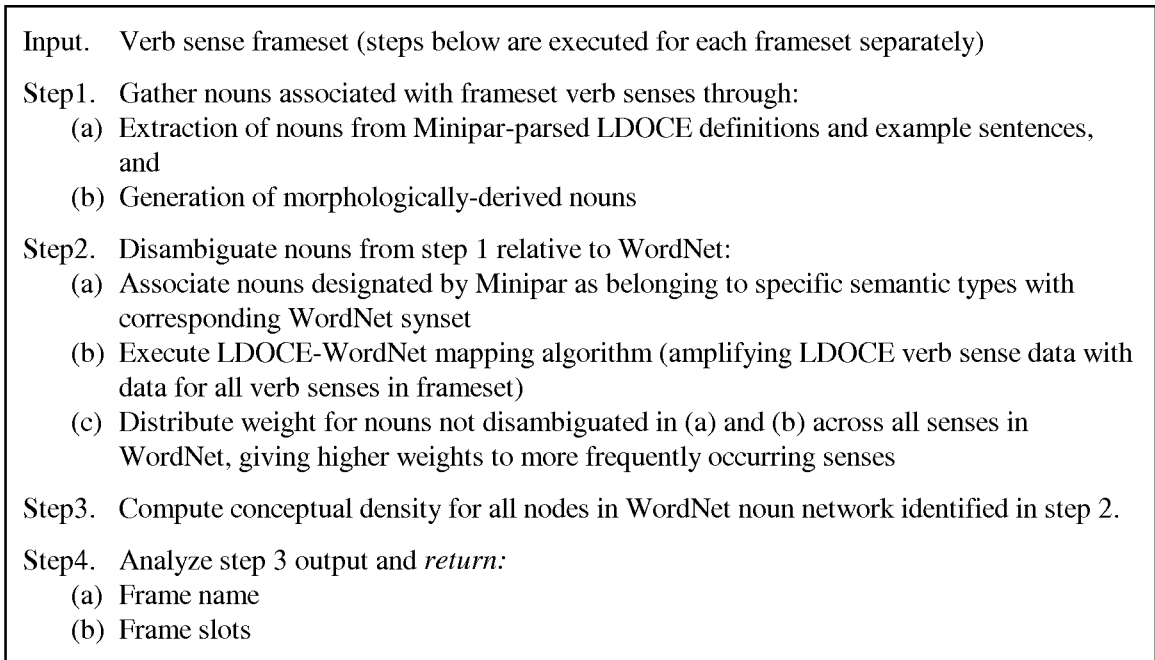 Input. Verb sense frameset (steps below are executed for each frameset separately)
Step1. Gather nouns associated with frameset verb senses through:
(a) Extraction of nouns from Minipar-parsed LDOCE definitions and example sentences,
and
(b) Generation of morphologically-derived nouns
Step2. Disambiguate nouns from step 1 relative to WordNet:
(a) Associate nouns designated by Minipar as belonging to specific semantic types with
corresponding WordNet synset
(b) Execute LDOCE-WordNet mapping algorithm (amplifying LDOCE verb sense data with
data for all verb senses in frameset)
(c) Distribute weight for nouns not disambiguated in (a) and (b) across all senses in
WordNet, giving higher weights to more frequently occurring senses
Step3. Compute conceptual density for all nodes in WordNet noun network identified in step 2.
Step4. Analyze step 3 output and return:
(a) Frame name
(b) Frame slots